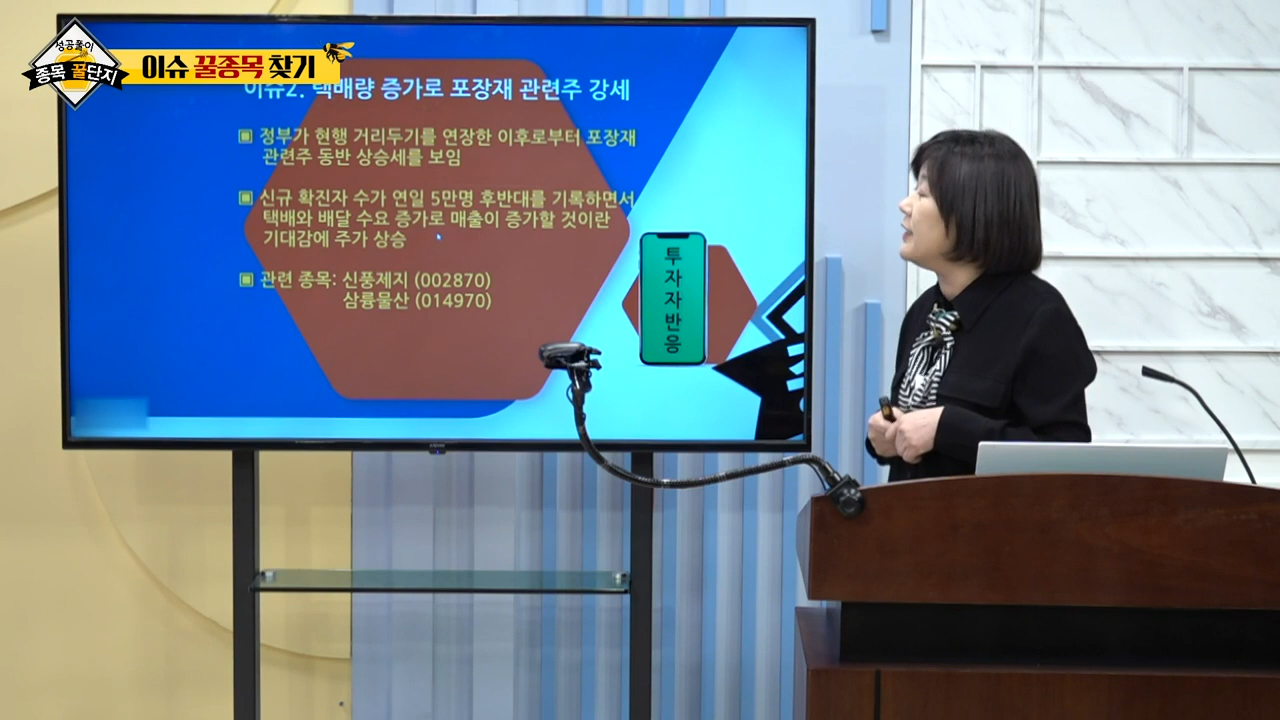 성공풀이
종목 꿀단지
이슈 꿀종목 찾기
이슈2. 택배량 증가로 포장재 관련주 강세
▣ 정부가 현행 거리두기를 연장한 이후로부터 포장재
관련주 동반 상승세를 보임
▣ 신규 확진자 수가 연일 5만명 후반대를 기록하면서
택배와 배달 수요 증가로 매출이 증가할 것이란
기대감에 주가 상승
▣ 관련 종목: 신풍제지 (002870)
삼륭물산 (014970)
투
자
자
반
응